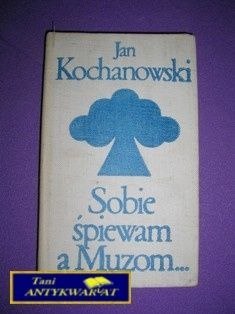 Jan
Kochanowski
Sobie
śpiewam
a Muzom...
Tani
ANTYKWARIAT